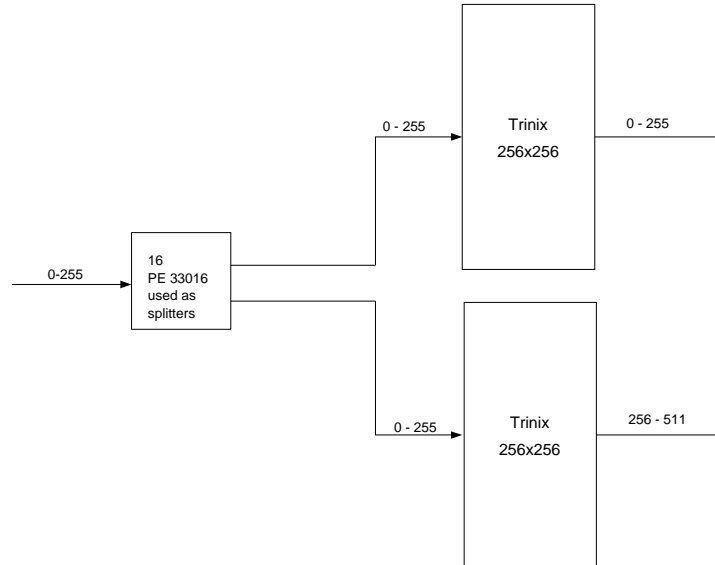 0-255
16
PE 33016
used as
splitters
0 - 255
Trinix
256x256
0 - 255
0 - 255
Trinix
256x256
256 - 511